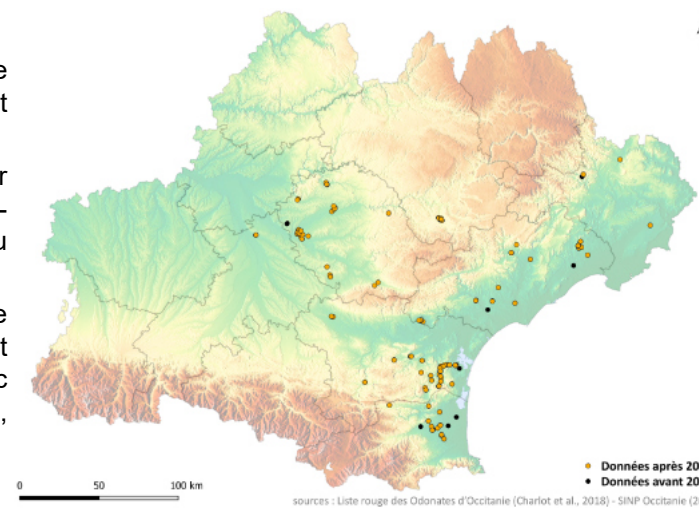 e
t
r
-
u
e
t
c
,
Données après 20
Données avant 20
0 50 100 km
sources : Liste rouge des Odonates d'Occitanie (Charlot et al., 2018) - SINP Occitanie (20